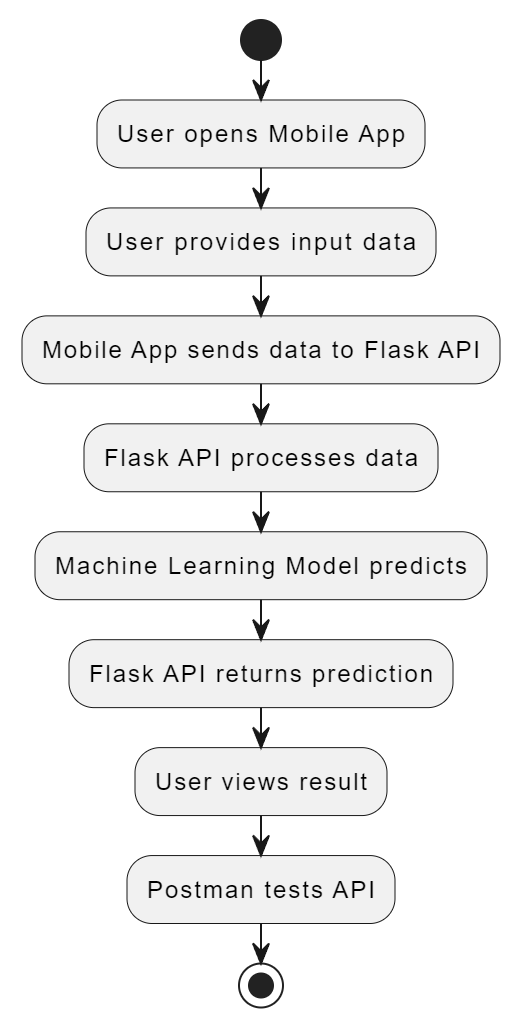 User opens Mobile App
User provides input data
Mobile App sends data to Flask API
Flask API processes data
Machine Learning Model predicts
Flask API returns prediction
User views result
Postman tests API